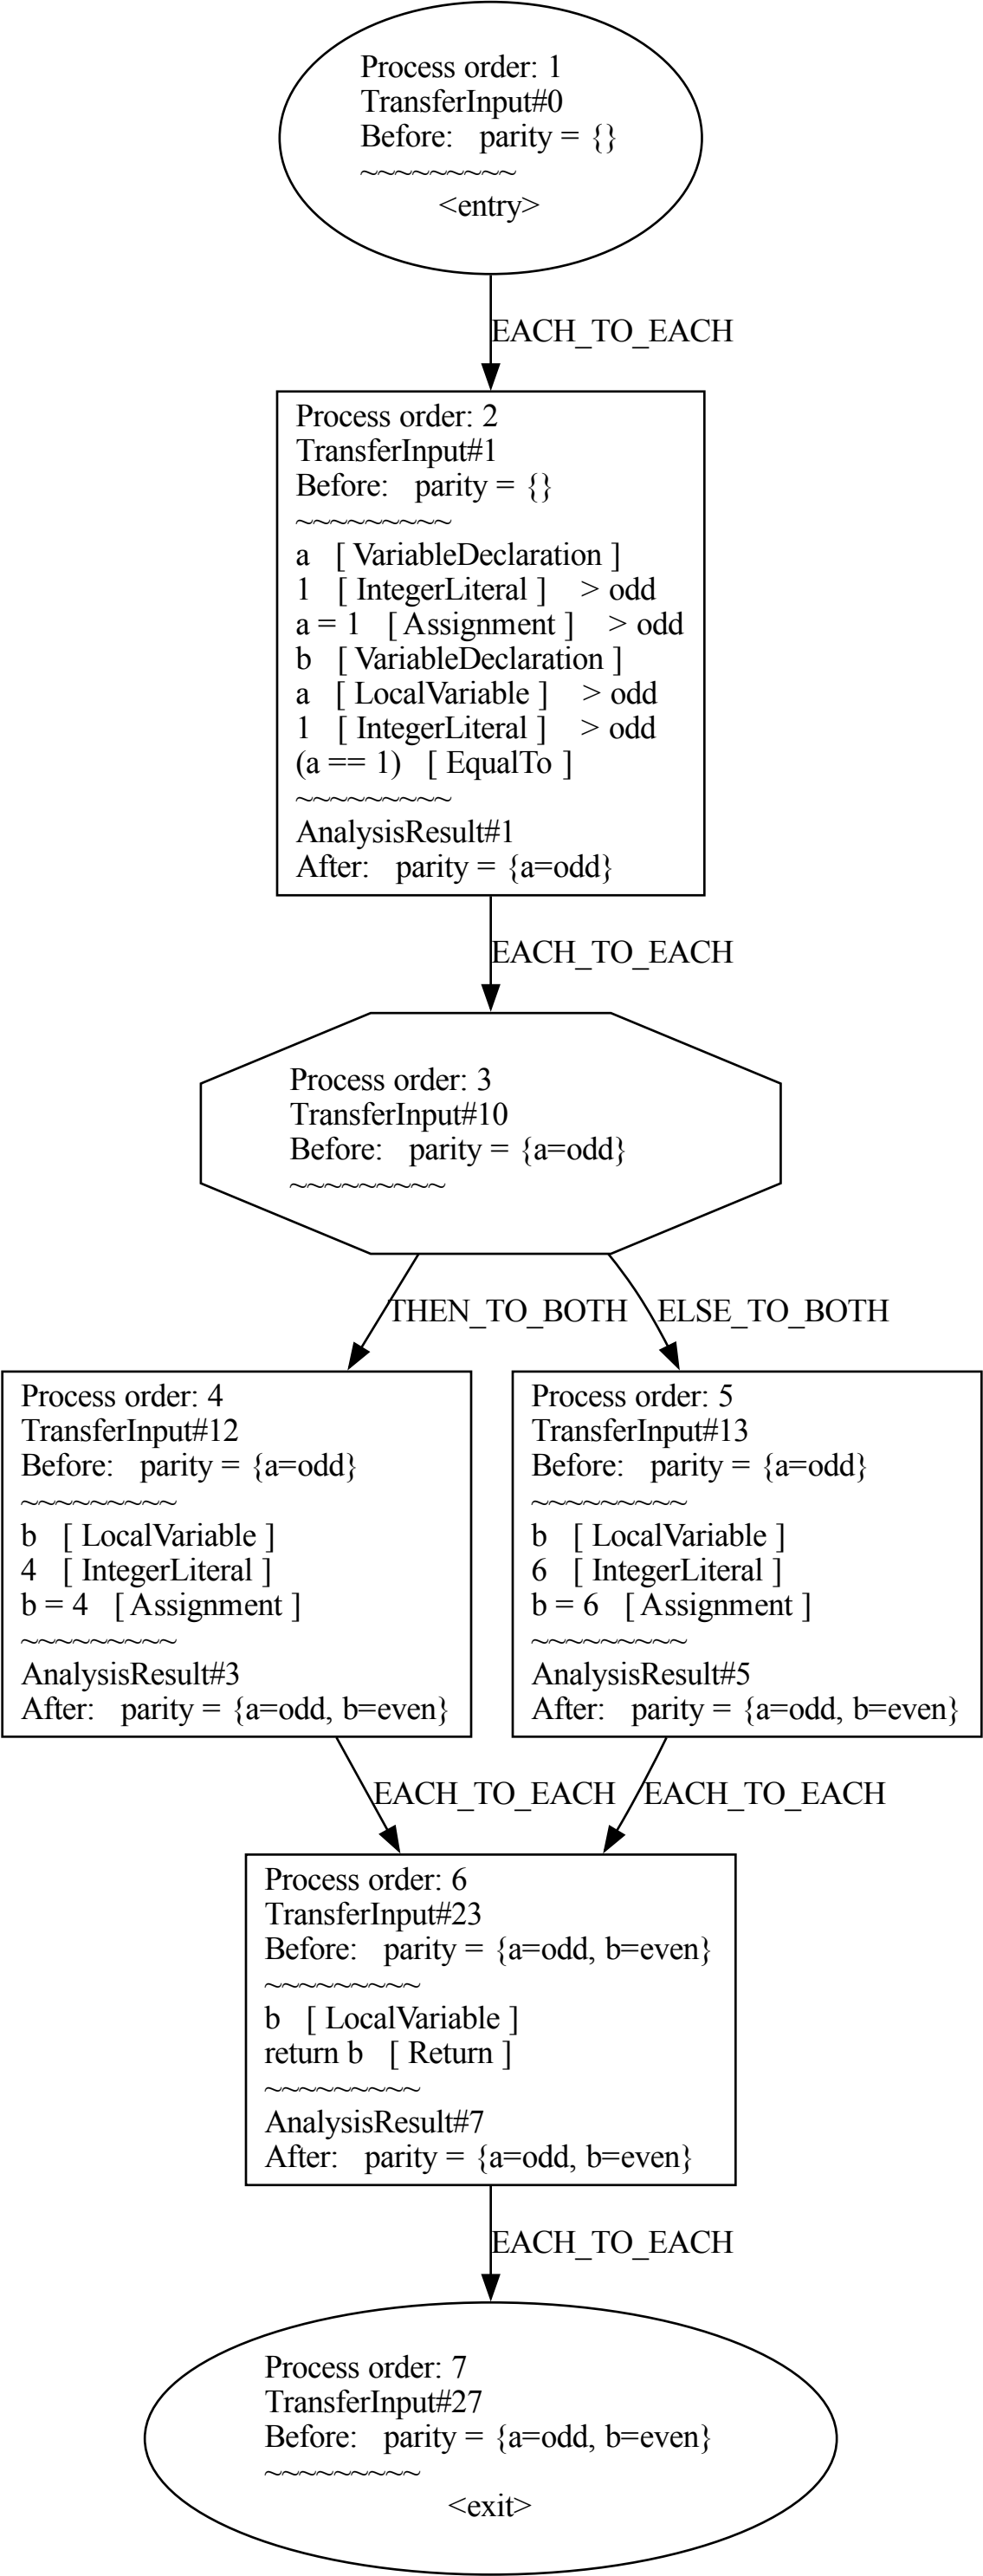 Process order: 1
TransferInput#0
Before:   parity = {}
~~~~~~~~~
<entry>
EACH_TO_EACH
Process order: 2
TransferInput#1
Before:   parity = {}
~~~~~~~~~
a   [ VariableDeclaration ]
1   [ IntegerLiteral ]    > odd
a = 1   [ Assignment ]    > odd
b   [ VariableDeclaration ]
a   [ LocalVariable ]    > odd
1   [ IntegerLiteral ]    > odd
(a == 1)   [ EqualTo ]
~~~~~~~~~
AnalysisResult#1
After:   parity = {a=odd}
EACH_TO_EACH
Process order: 3
TransferInput#10
Before:   parity = {a=odd}
~~~~~~~~~
THEN_TO_BOTH
ELSE_TO_BOTH
Process order: 4
TransferInput#12
Before:   parity = {a=odd}
~~~~~~~~~
b   [ LocalVariable ]
4   [ IntegerLiteral ]
b = 4   [ Assignment ]
~~~~~~~~~
AnalysisResult#3
After:   parity = {a=odd, b=even}
Process order: 5
TransferInput#13
Before:   parity = {a=odd}
~~~~~~~~~
b   [ LocalVariable ]
6   [ IntegerLiteral ]
b = 6   [ Assignment ]
~~~~~~~~~
AnalysisResult#5
After:   parity = {a=odd, b=even}
EACH_TO_EACH
EACH_TO_EACH
Process order: 6
TransferInput#23
Before:   parity = {a=odd, b=even}
~~~~~~~~~
b   [ LocalVariable ]
return b   [ Return ]
~~~~~~~~~
AnalysisResult#7
After:   parity = {a=odd, b=even}
EACH_TO_EACH
Process order: 7
TransferInput#27
Before:   parity = {a=odd, b=even}
~~~~~~~~~
<exit>